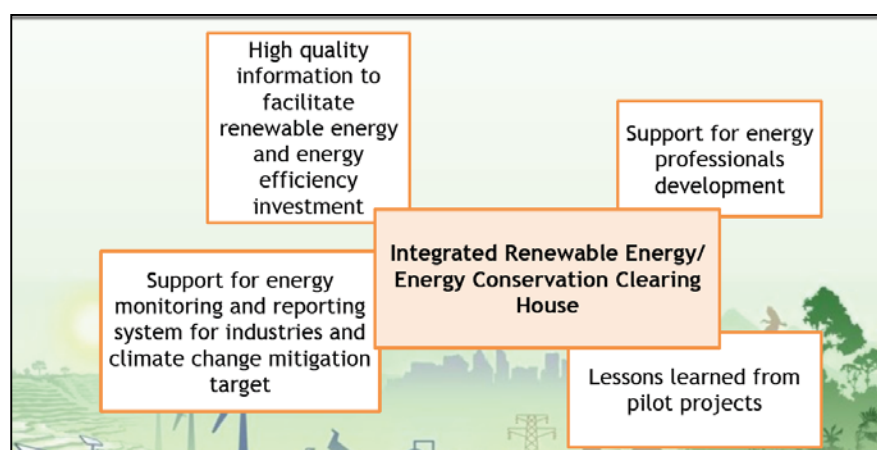 High quality
information to
facilitate
renewable energy
and energy
efficiency
investment
Support for energy
professionals
development
Integrated Renewable Energy/
Energy Conservation Clearing
House
Support for energy
monitoring and reporting
system for industries and
climate change mitigation
target
Lessons learned from
pilot projects